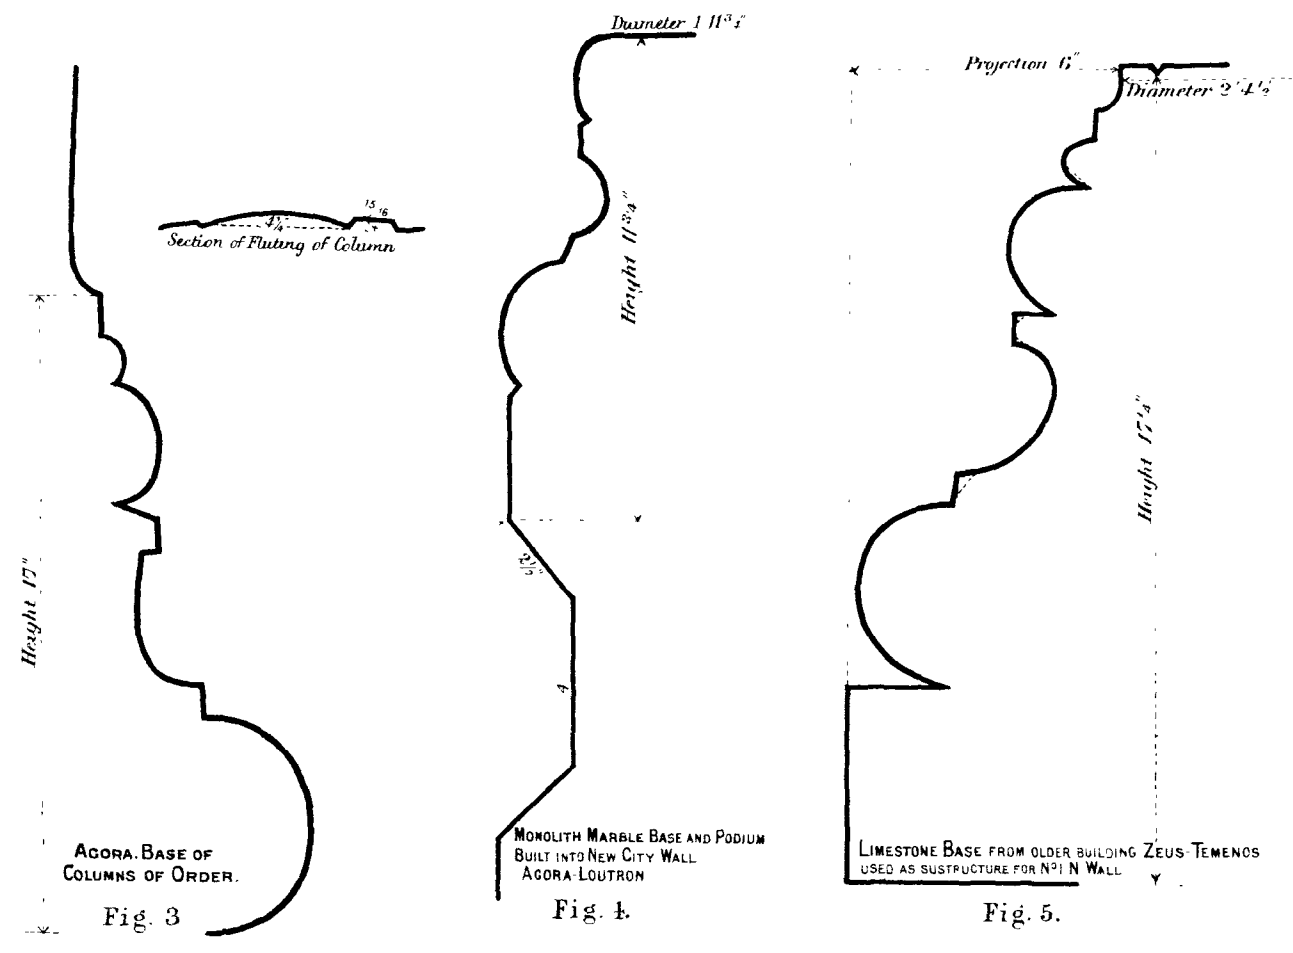 Diameter 1 11¾"
Projection 6"
Diameter 2' 4½
15 16
4¼
Section of Fluting of Column
Height 11¾"
Height 17¼"
2½"
Height 17"
4
AGORA. BASE OF
COLUMNS OF ORDER.
Fig. 3
MONOLITH MARBLE BASE AND PODIUM
BUILT INTO NEW CITY WALL
AGORA-LOUTRON
Fig. 4.
LIMESTONE BASE FROM OLDER BUILDING ZEUS-TEMENOS
USED AS SUSTRUCTURE FOR Nº1 N WALL
Fig. 5.